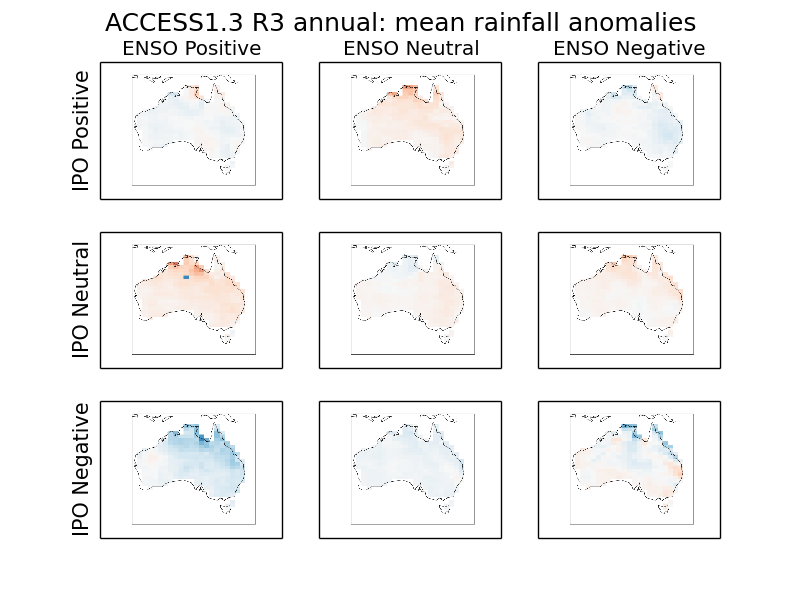 ACCESS1.3 R3 annual: mean rainfall anomalies
ENSO Positive
ENSO Neutral
ENSO Negative
IPO Positive
IPO Neutral
IPO Negative